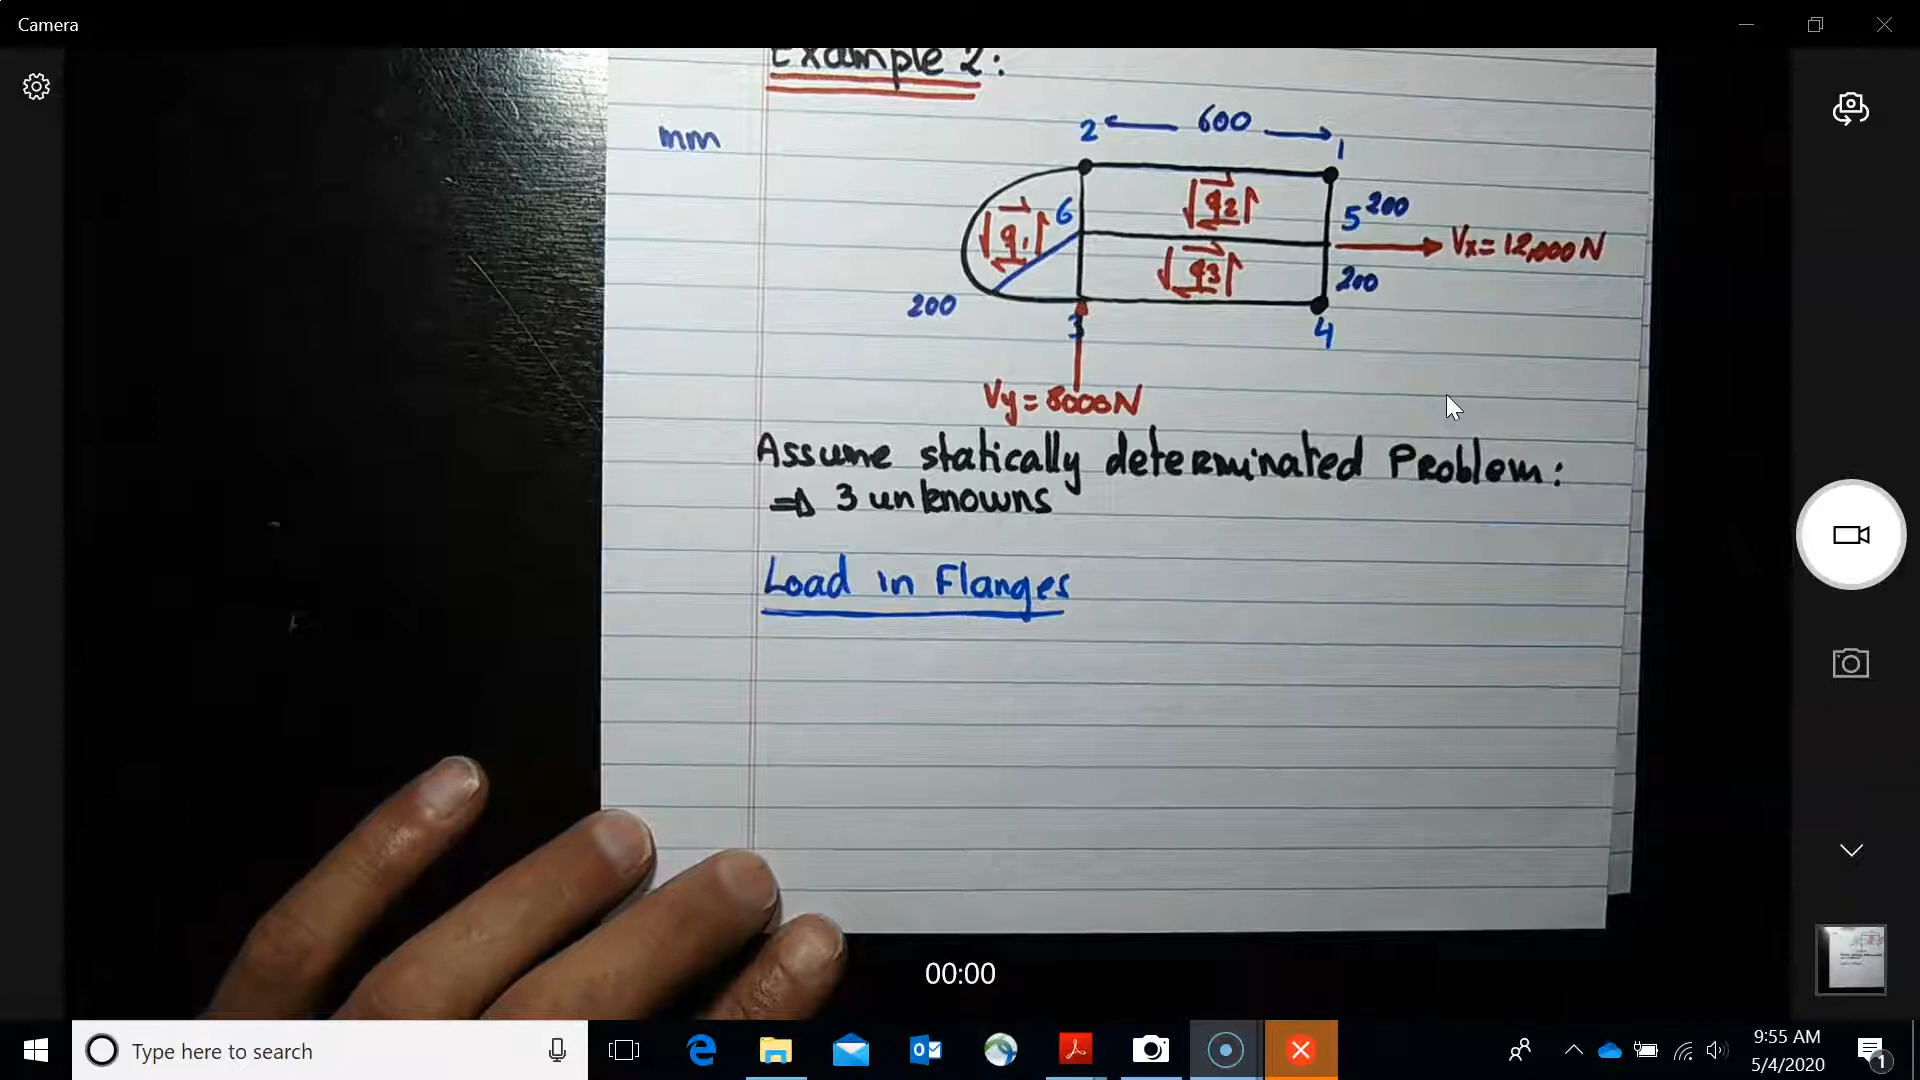 Camera
Example 2:
mm
2
600
1
q2
5
200
6
q1
Vx = 12,000 N
q3
200
200
3
4
Vy = 8000 N
Assume statically determinated Problem:
⇒ 3 unknowns
Load in Flanges
00:00
Type here to search
9:55 AM
5/4/2020
1